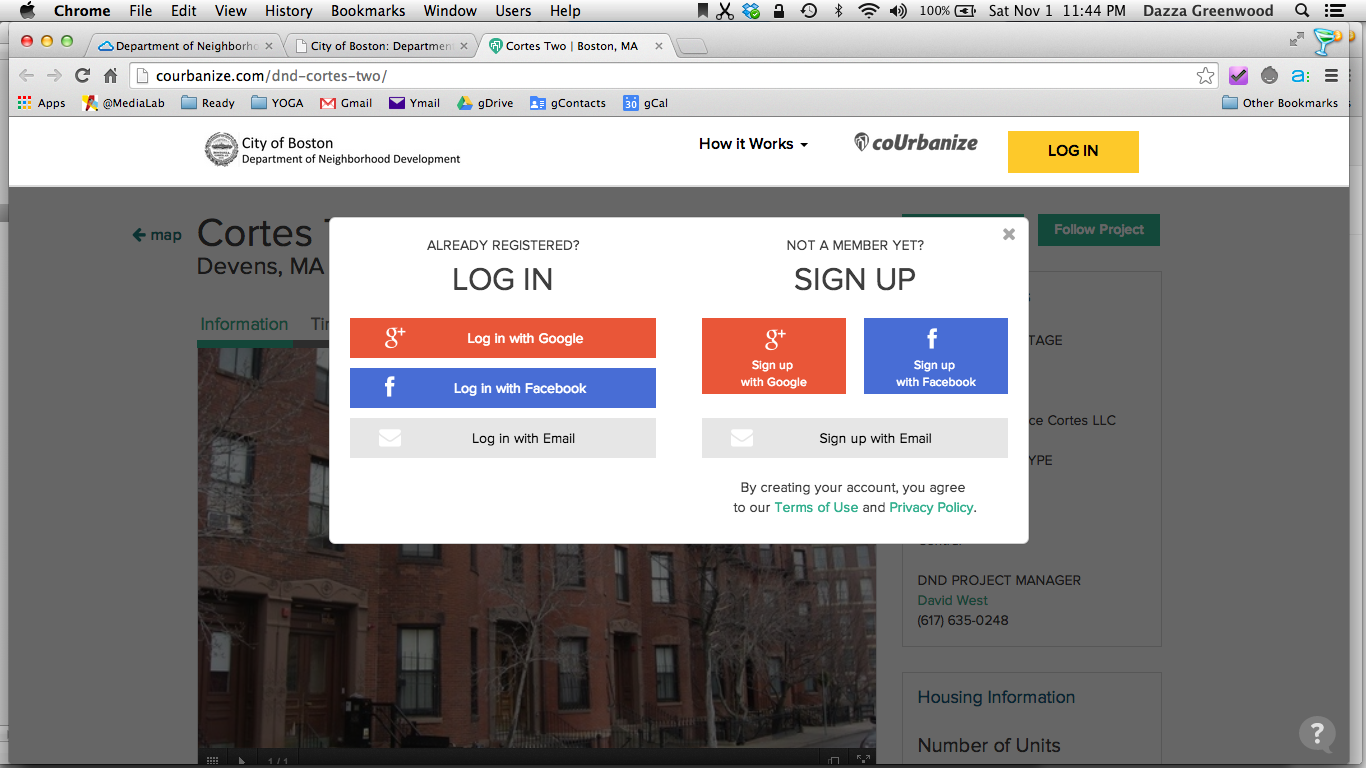 Chrome File Edit View History Bookmarks Window Users Help 100% Sat Nov 1 11:44 PM Dazza Greenwood
Department of Neighborho City of Boston: Department Cortes Two | Boston, MA
courbanize.com/dnd-cortes-two/ a:
Apps @MediaLab Ready YOGA Gmail Ymail gDrive gContacts 30 gCal Other Bookmarks
City of Boston
Department of Neighborhood Development
How it Works
coUrbanize
LOG IN
map
Cortes
Devens, MA
Follow Project
Information
ALREADY REGISTERED?
LOG IN
g+ Log in with Google
f Log in with Facebook
Log in with Email
NOT A MEMBER YET?
SIGN UP
g+
Sign up
with Google
f
Sign up
with Facebook
Sign up with Email
By creating your account, you agree
to our Terms of Use and Privacy Policy.
TAGE
ce Cortes LLC
YPE
DND PROJECT MANAGER
David West
(617) 635-0248
Housing Information
Number of Units
1 / 1
?